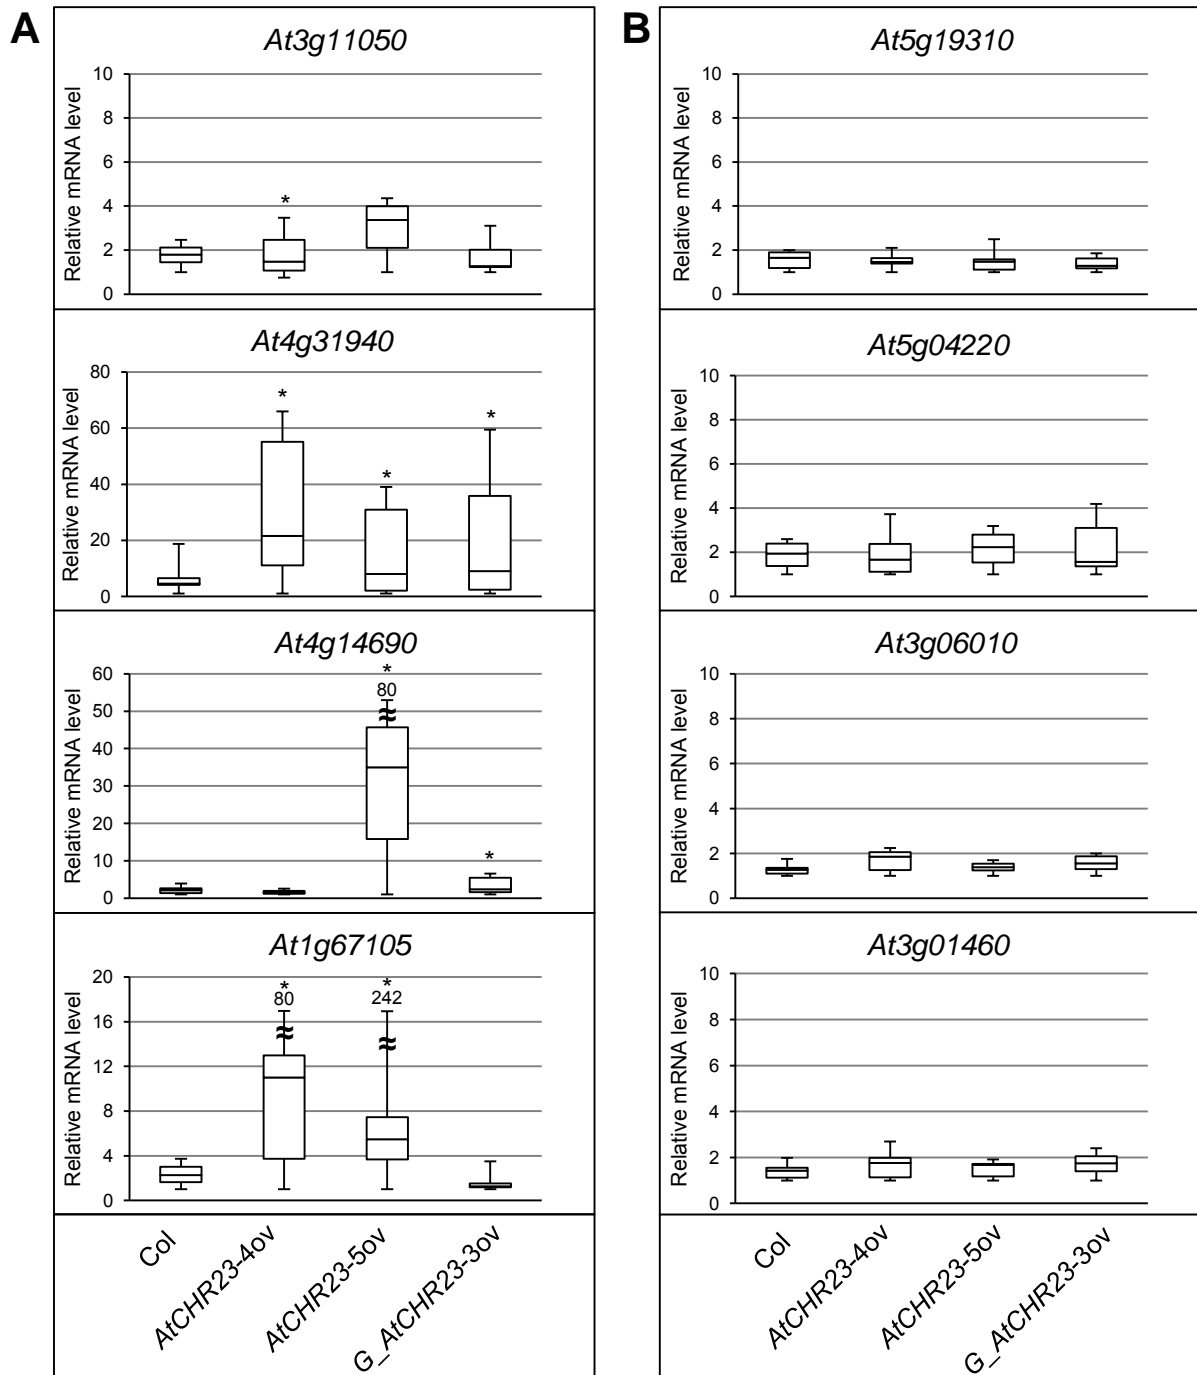 A
At3g11050
Relative mRNA level
10
8
6
4
2
0
*
At4g31940
Relative mRNA level
80
60
40
20
0
*
*
*
At4g14690
Relative mRNA level
60
50
40
30
20
10
0
*
80
≈
*
At1g67105
Relative mRNA level
20
16
12
8
4
0
*
80
≈
*
242
≈
Col
AtCHR23-4ov
AtCHR23-5ov
G_AtCHR23-3ov
B
At5g19310
Relative mRNA level
10
8
6
4
2
0
At5g04220
Relative mRNA level
10
8
6
4
2
0
At3g06010
Relative mRNA level
10
8
6
4
2
0
At3g01460
Relative mRNA level
10
8
6
4
2
0
Col
AtCHR23-4ov
AtCHR23-5ov
G_AtCHR23-3ov